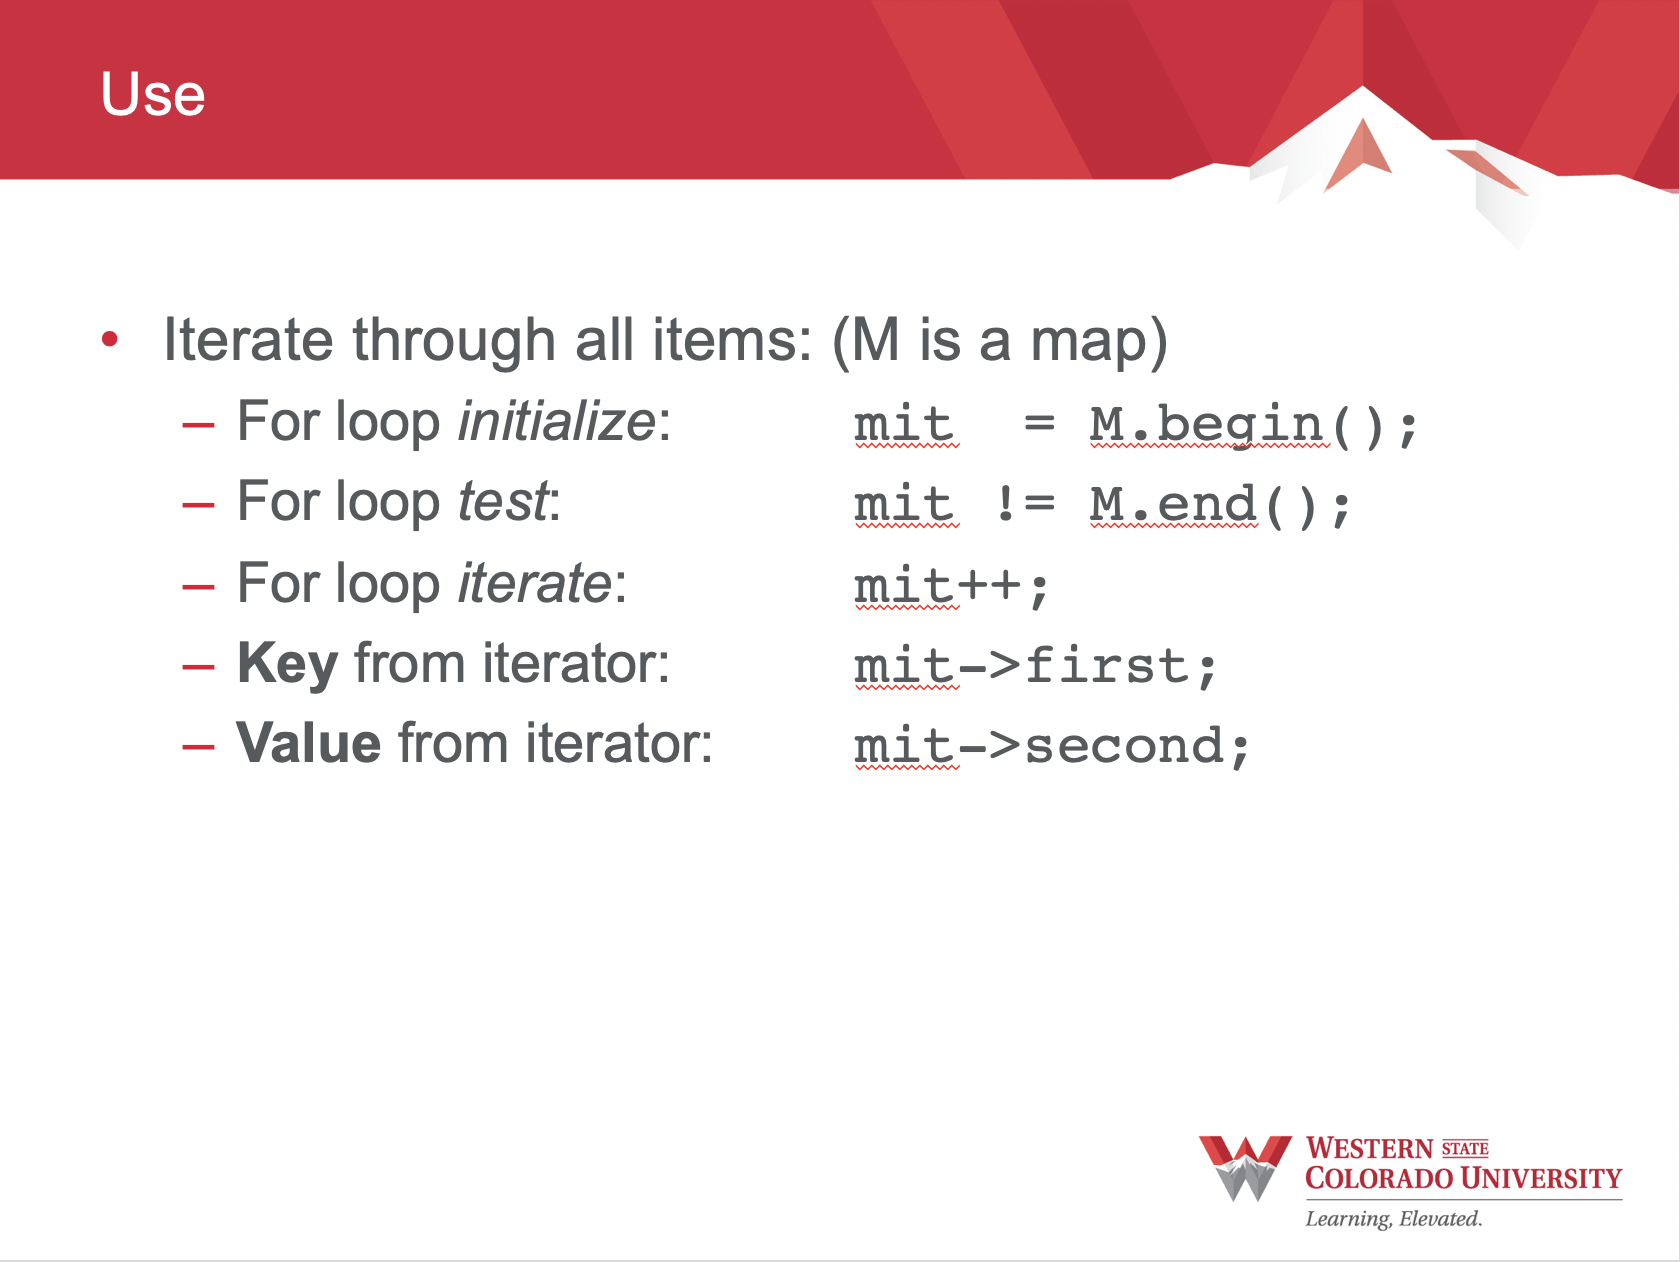 Use
• Iterate through all items: (M is a map)
– For loop initialize: mit  = M.begin();
– For loop test: mit != M.end();
– For loop iterate: mit++;
– Key from iterator: mit->first;
– Value from iterator: mit->second;
WESTERN STATE
COLORADO UNIVERSITY
Learning, Elevated.